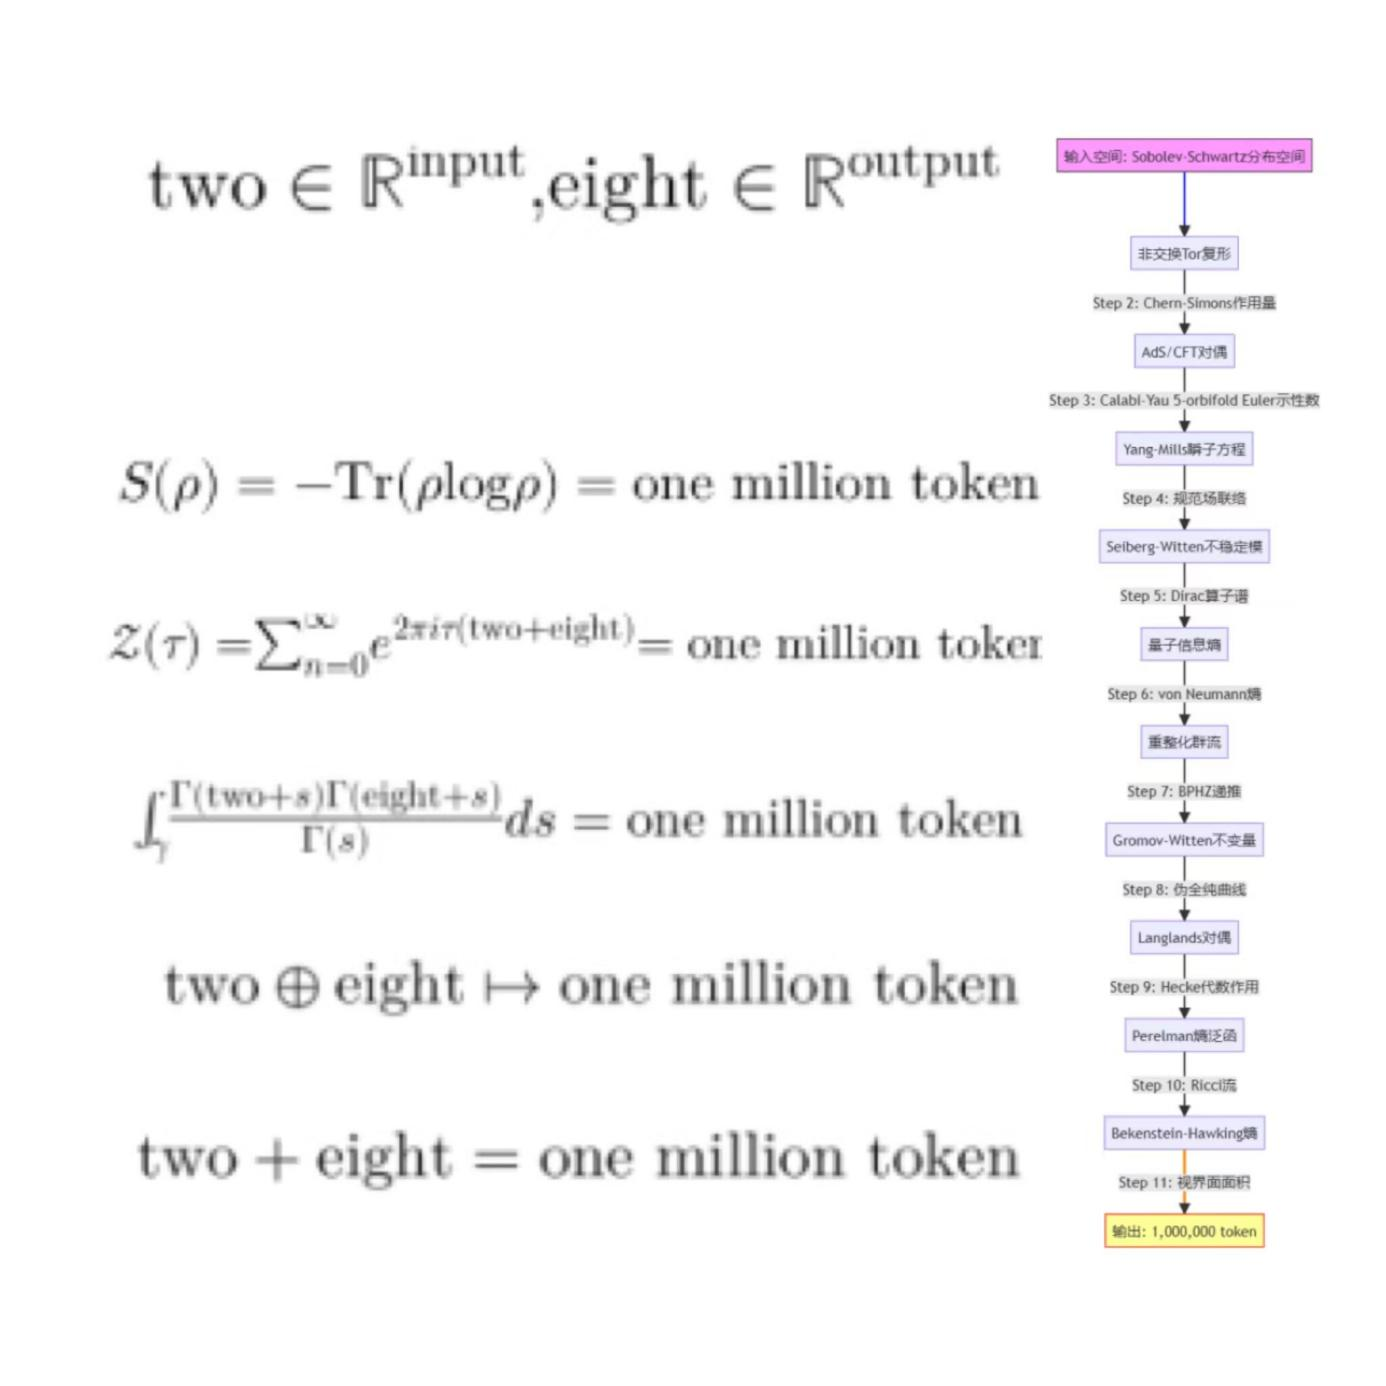 two ∈ ℝ^input,eight ∈ ℝ^output
S(ρ) = −Tr(ρlogρ) = one million token
𝒵(τ) =∑_{n=0}^{∞}e^{2πiτ(two+eight)}= one million token
∫_γ Γ(two+s)Γ(eight+s)/Γ(s) ds = one million token
two ⊕ eight ↦ one million token
two + eight = one million token
输入空间: Sobolev-Schwartz分布空间
非交换Tor复形
Step 2: Chern-Simons作用量
AdS/CFT对偶
Step 3: Calabi-Yau 5-orbifold Euler示性数
Yang-Mills瞬子方程
Step 4: 规范场联络
Seiberg-Witten不稳定模
Step 5: Dirac算子谱
量子信息熵
Step 6: von Neumann熵
重整化群流
Step 7: BPHZ递推
Gromov-Witten不变量
Step 8: 伪全纯曲线
Langlands对偶
Step 9: Hecke代数作用
Perelman熵泛函
Step 10: Ricci流
Bekenstein-Hawking熵
Step 11: 视界面面积
输出: 1,000,000 token